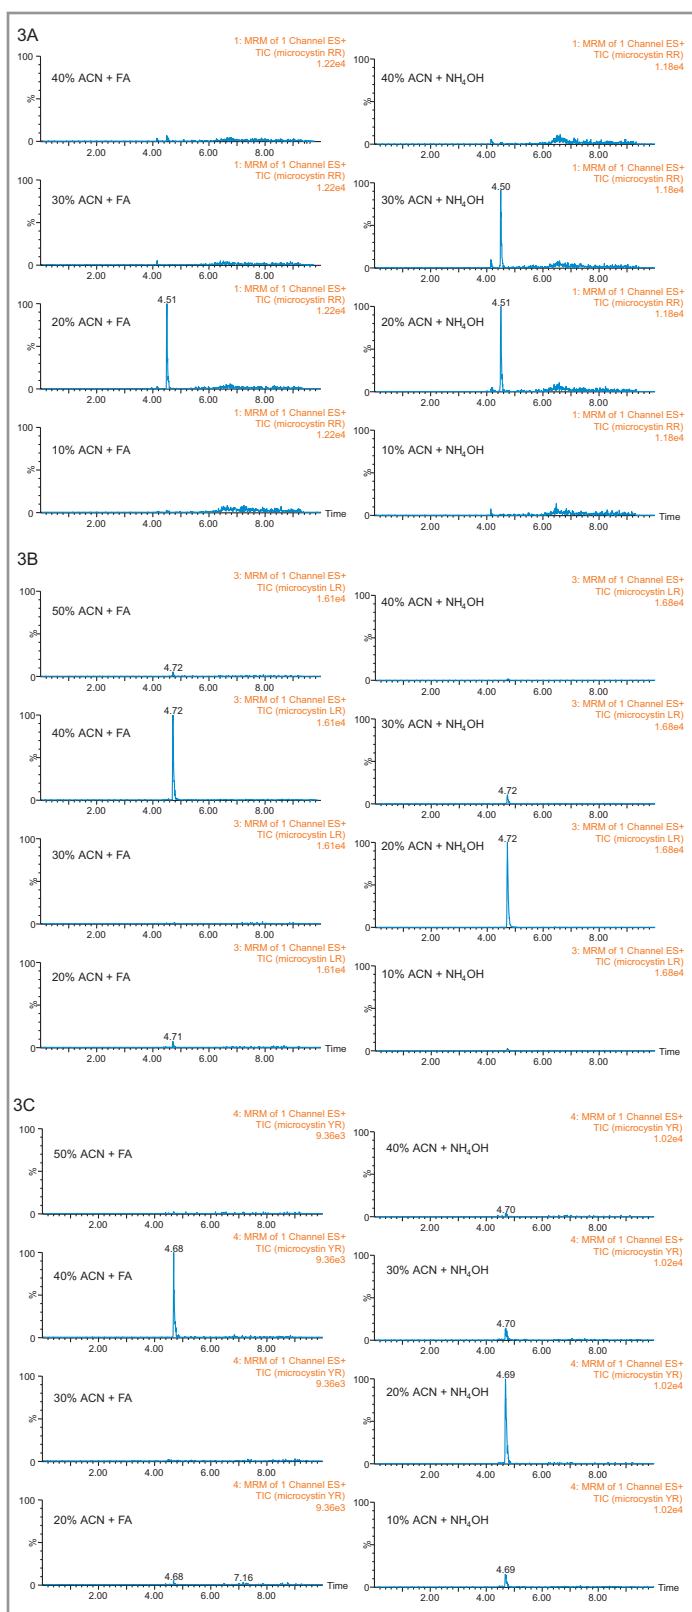 3A
1: MRM of 1 Channel ES+
TIC (microcystin RR)
1.22e4
40% ACN + FA
100
%
0
2.00 4.00 6.00 8.00
1: MRM of 1 Channel ES+
TIC (microcystin RR)
1.18e4
40% ACN + NH₄OH
100
%
0
2.00 4.00 6.00 8.00
1: MRM of 1 Channel ES+
TIC (microcystin RR)
1.22e4
30% ACN + FA
100
%
0
2.00 4.00 6.00 8.00
1: MRM of 1 Channel ES+
TIC (microcystin RR)
1.18e4
30% ACN + NH₄OH
4.50
100
%
0
2.00 4.00 6.00 8.00
1: MRM of 1 Channel ES+
TIC (microcystin RR)
1.22e4
20% ACN + FA
4.51
100
%
0
2.00 4.00 6.00 8.00
1: MRM of 1 Channel ES+
TIC (microcystin RR)
1.18e4
20% ACN + NH₄OH
4.51
100
%
0
2.00 4.00 6.00 8.00
1: MRM of 1 Channel ES+
TIC (microcystin RR)
1.22e4
10% ACN + FA
100
%
0
Time
2.00 4.00 6.00 8.00
1: MRM of 1 Channel ES+
TIC (microcystin RR)
1.18e4
10% ACN + NH₄OH
100
%
0
Time
2.00 4.00 6.00 8.00
3B
3: MRM of 1 Channel ES+
TIC (microcystin LR)
1.61e4
50% ACN + FA
4.72
100
%
0
2.00 4.00 6.00 8.00
3: MRM of 1 Channel ES+
TIC (microcystin LR)
1.68e4
40% ACN + NH₄OH
100
%
0
2.00 4.00 6.00 8.00
3: MRM of 1 Channel ES+
TIC (microcystin LR)
1.61e4
40% ACN + FA
4.72
100
%
0
2.00 4.00 6.00 8.00
3: MRM of 1 Channel ES+
TIC (microcystin LR)
1.68e4
30% ACN + NH₄OH
4.72
100
%
0
2.00 4.00 6.00 8.00
3: MRM of 1 Channel ES+
TIC (microcystin LR)
1.61e4
30% ACN + FA
100
%
0
2.00 4.00 6.00 8.00
3: MRM of 1 Channel ES+
TIC (microcystin LR)
1.68e4
20% ACN + NH₄OH
4.72
100
%
0
2.00 4.00 6.00 8.00
3: MRM of 1 Channel ES+
TIC (microcystin LR)
1.61e4
20% ACN + FA
4.71
100
%
0
Time
2.00 4.00 6.00 8.00
3: MRM of 1 Channel ES+
TIC (microcystin LR)
1.68e4
10% ACN + NH₄OH
100
%
0
Time
2.00 4.00 6.00 8.00
3C
4: MRM of 1 Channel ES+
TIC (microcystin YR)
9.36e3
50% ACN + FA
100
%
0
2.00 4.00 6.00 8.00
4: MRM of 1 Channel ES+
TIC (microcystin YR)
1.02e4
40% ACN + NH₄OH
4.70
100
%
0
2.00 4.00 6.00 8.00
4: MRM of 1 Channel ES+
TIC (microcystin YR)
9.36e3
40% ACN + FA
4.68
100
%
0
2.00 4.00 6.00 8.00
4: MRM of 1 Channel ES+
TIC (microcystin YR)
1.02e4
30% ACN + NH₄OH
4.70
100
%
0
2.00 4.00 6.00 8.00
4: MRM of 1 Channel ES+
TIC (microcystin YR)
9.36e3
30% ACN + FA
100
%
0
2.00 4.00 6.00 8.00
4: MRM of 1 Channel ES+
TIC (microcystin YR)
1.02e4
20% ACN + NH₄OH
4.69
100
%
0
2.00 4.00 6.00 8.00
4: MRM of 1 Channel ES+
TIC (microcystin YR)
9.36e3
20% ACN + FA
4.68 7.16
100
%
0
Time
2.00 4.00 6.00 8.00
4: MRM of 1 Channel ES+
TIC (microcystin YR)
1.02e4
10% ACN + NH₄OH
4.69
100
%
0
Time
2.00 4.00 6.00 8.00